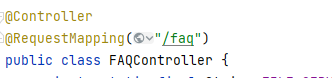 @Controller
@RequestMapping("/faq")
public class FAQController {